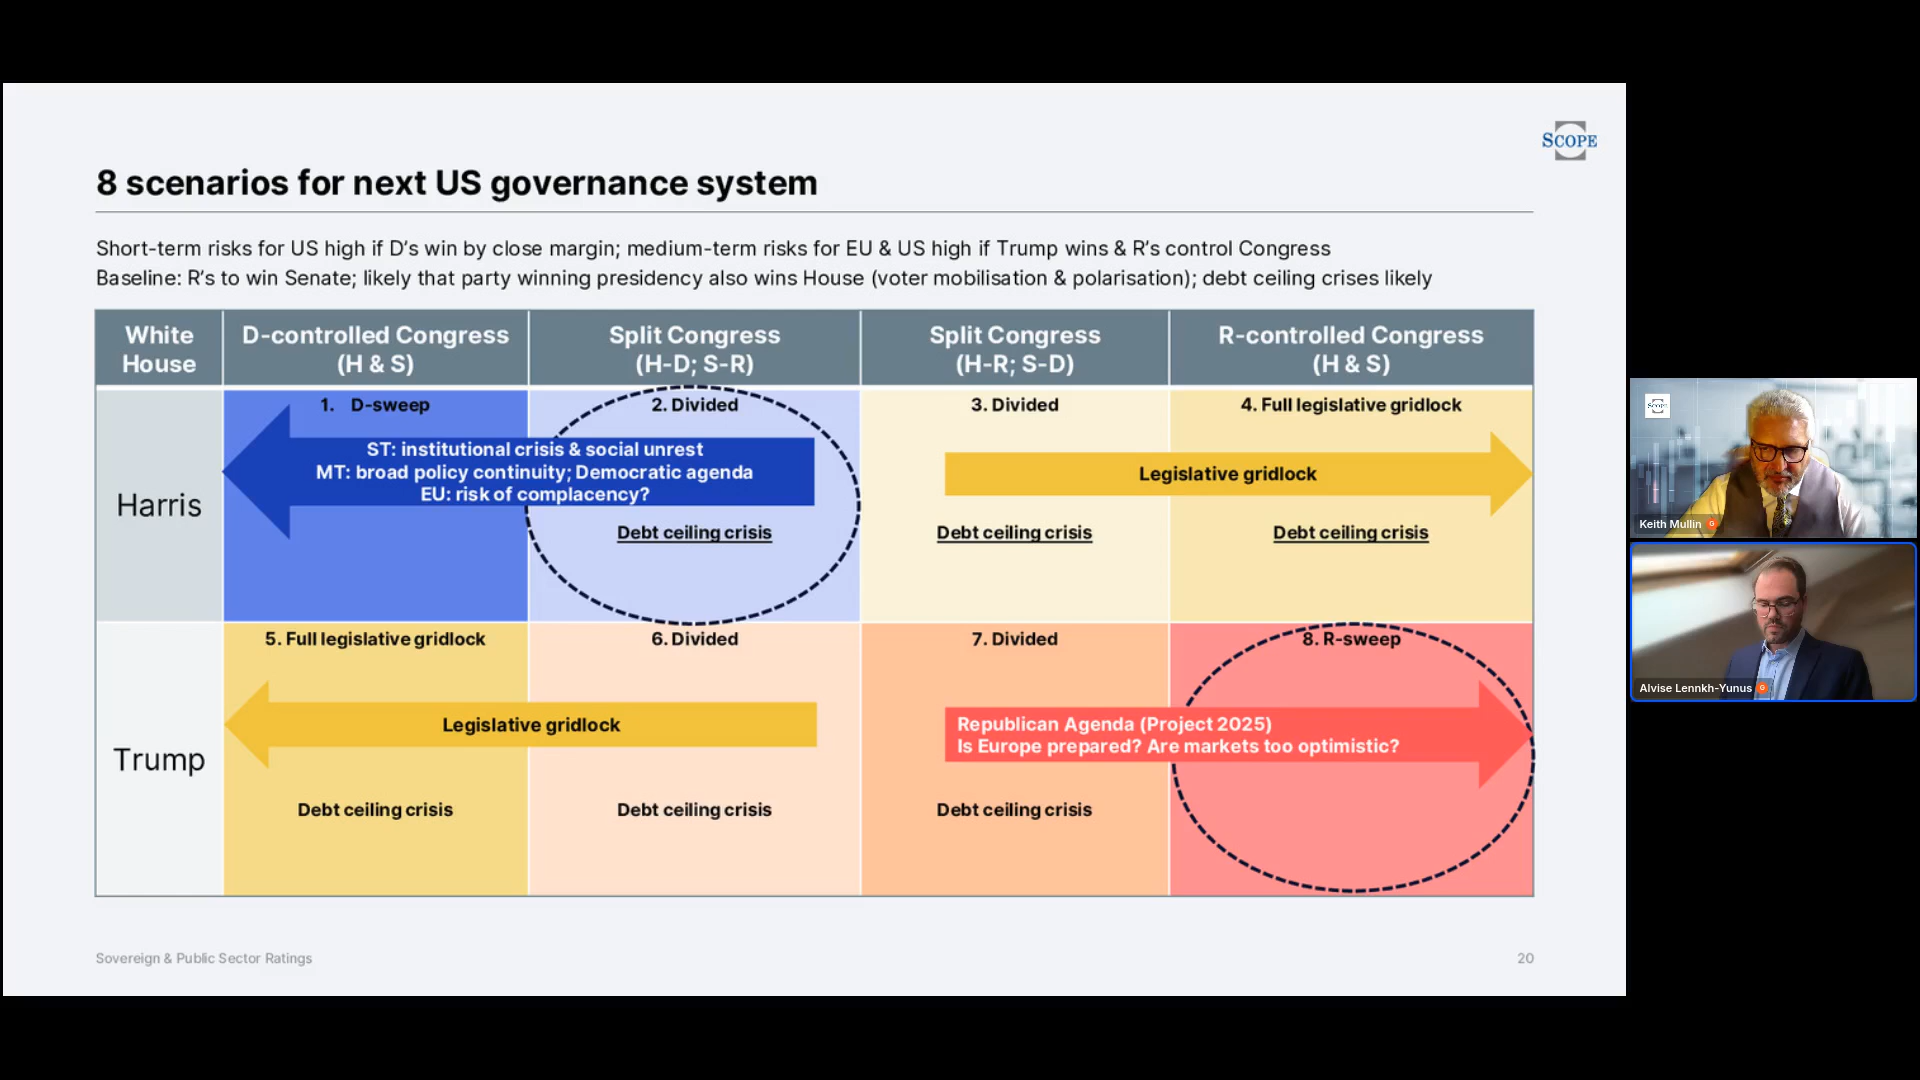 SCOPE
8 scenarios for next US governance system
Short-term risks for US high if D’s win by close margin; medium-term risks for EU & US high if Trump wins & R’s control Congress
Baseline: R’s to win Senate; likely that party winning presidency also wins House (voter mobilisation & polarisation); debt ceiling crises likely
White
House
D-controlled Congress
(H & S)
Split Congress
(H-D; S-R)
Split Congress
(H-R; S-D)
R-controlled Congress
(H & S)
Harris
1. D-sweep
2. Divided
3. Divided
4. Full legislative gridlock
ST: institutional crisis & social unrest
MT: broad policy continuity; Democratic agenda
EU: risk of complacency?
Legislative gridlock
Debt ceiling crisis
Debt ceiling crisis
Debt ceiling crisis
Trump
5. Full legislative gridlock
6. Divided
7. Divided
8. R-sweep
Legislative gridlock
Republican Agenda (Project 2025)
Is Europe prepared? Are markets too optimistic?
Debt ceiling crisis
Debt ceiling crisis
Debt ceiling crisis
Sovereign & Public Sector Ratings
20
SCOPE
Keith Mullin
G
Alvise Lennkh-Yunus
G